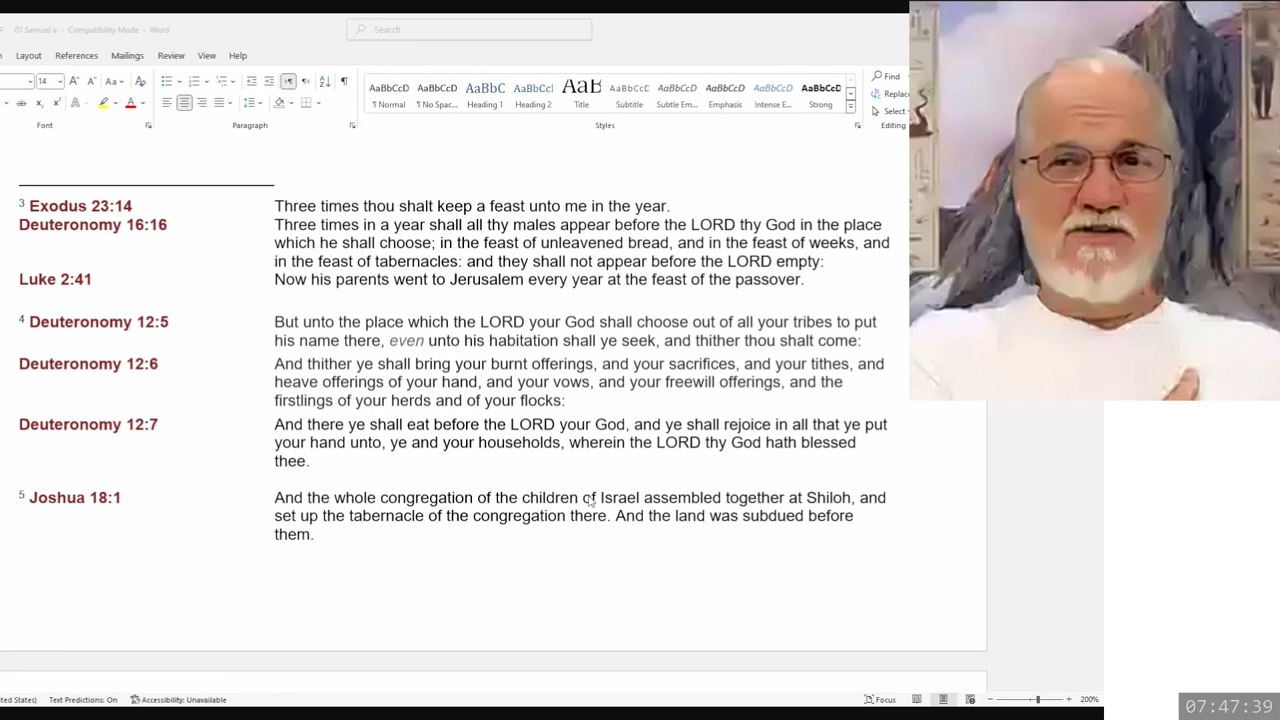 01 Samuel a - Compatibility Mode - Word
Search
Layout References Mailings Review View Help
14 Aa
Find
Replace
Select
AaBbCcD AaBbCcD AaBbC AaBbCcl AaB AaBbCcD AaBbCcD AaBbCcD AaBbCcD AaBbCcD
¶ Normal ¶ No Spac... Heading 1 Heading 2 Title Subtitle Subtle Em... Emphasis Intense E... Strong
Font Paragraph Styles Editing
3 Exodus 23:14 Three times thou shalt keep a feast unto me in the year.
Deuteronomy 16:16 Three times in a year shall all thy males appear before the LORD thy God in the place
which he shall choose; in the feast of unleavened bread, and in the feast of weeks, and
in the feast of tabernacles: and they shall not appear before the LORD empty:
Luke 2:41 Now his parents went to Jerusalem every year at the feast of the passover.
4 Deuteronomy 12:5 But unto the place which the LORD your God shall choose out of all your tribes to put
his name there, even unto his habitation shall ye seek, and thither thou shalt come:
Deuteronomy 12:6 And thither ye shall bring your burnt offerings, and your sacrifices, and your tithes, and
heave offerings of your hand, and your vows, and your freewill offerings, and the
firstlings of your herds and of your flocks:
Deuteronomy 12:7 And there ye shall eat before the LORD your God, and ye shall rejoice in all that ye put
your hand unto, ye and your households, wherein the LORD thy God hath blessed
thee.
5 Joshua 18:1 And the whole congregation of the children of Israel assembled together at Shiloh, and
set up the tabernacle of the congregation there. And the land was subdued before
them.
ted States) Text Predictions: On Accessibility: Unavailable Focus 200%
07:47:39